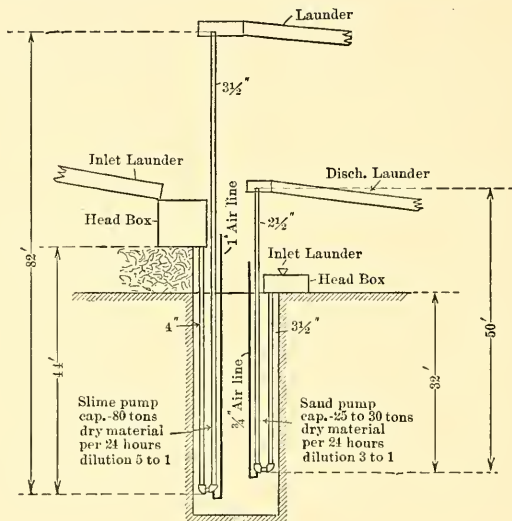 Launder
3½"
Inlet Launder
Disch. Launder
Head Box
1" Air line
2½"
Inlet Launder
Head Box
82'
4"
3½"
50'
44'
¾" Air line
32'
Slime pump
cap.-80 tons
dry material
per 24 hours
dilution 5 to 1
Sand pump
cap.-25 to 30 tons
dry material
per 24 hours
dilution 3 to 1